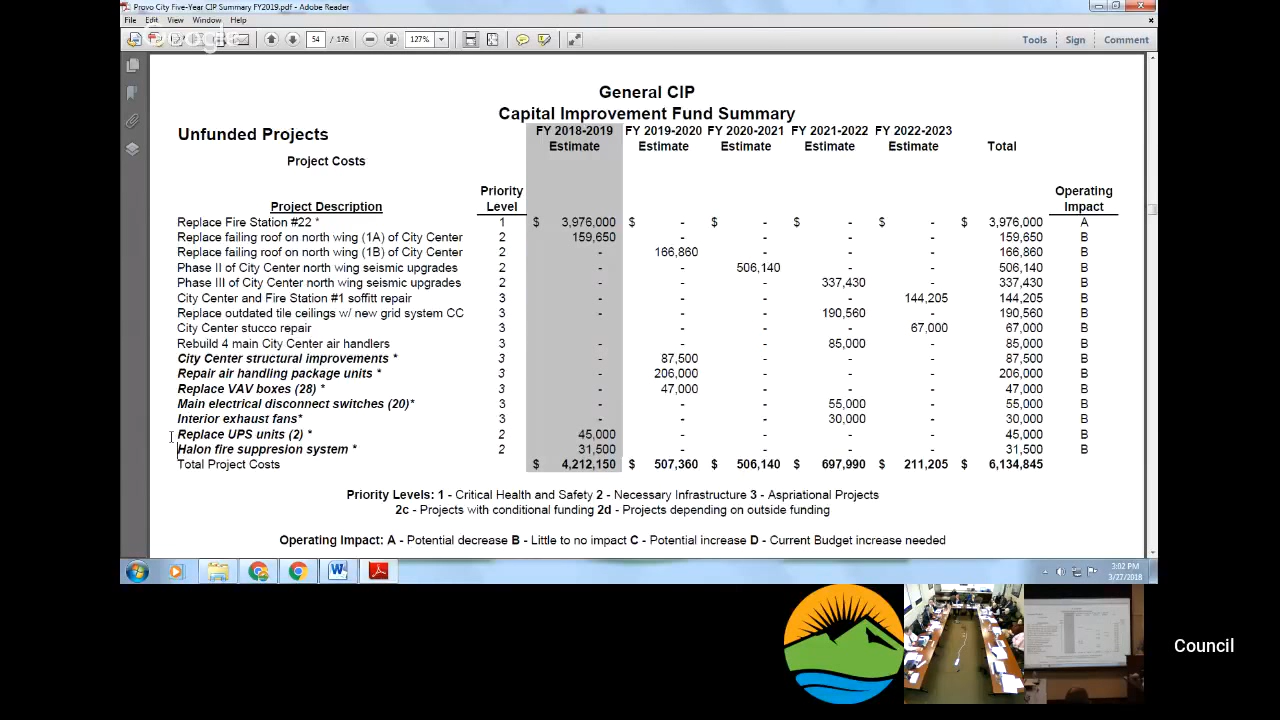 Provo City Five-Year CIP Summary FY2019.pdf - Adobe Reader
File Edit View Window Help
Google
54 / 176 127% Tools Sign Comment
General CIP
Capital Improvement Fund Summary
Unfunded Projects
FY 2018-2019 FY 2019-2020 FY 2020-2021 FY 2021-2022 FY 2022-2023
Project Costs Estimate Estimate Estimate Estimate Estimate Total
Priority Operating
Project Description Level Impact
Replace Fire Station #22 * 1 $ 3,976,000 $ - $ - $ - $ - $ 3,976,000 A
Replace failing roof on north wing (1A) of City Center 2 159,650 - - - - 159,650 B
Replace failing roof on north wing (1B) of City Center 2 - 166,860 - - - 166,860 B
Phase II of City Center north wing seismic upgrades 2 - - 506,140 - - 506,140 B
Phase III of City Center north wing seismic upgrades 2 - - - 337,430 - 337,430 B
City Center and Fire Station #1 soffitt repair 3 - - - - 144,205 144,205 B
Replace outdated tile ceilings w/ new grid system CC 3 - - - 190,560 - 190,560 B
City Center stucco repair 3 - - - 67,000 67,000 B
Rebuild 4 main City Center air handlers 3 - - - 85,000 - 85,000 B
City Center structural improvements * 3 - 87,500 - - - 87,500 B
Repair air handling package units * 3 - 206,000 - - - 206,000 B
Replace VAV boxes (28) * 3 - 47,000 - - - 47,000 B
Main electrical disconnect switches (20)* 3 - - - 55,000 - 55,000 B
Interior exhaust fans* 3 - - - 30,000 - 30,000 B
Replace UPS units (2) * 2 45,000 - - - - 45,000 B
Halon fire suppresion system * 2 31,500 - - - - 31,500 B
Total Project Costs $ 4,212,150 $ 507,360 $ 506,140 $ 697,990 $ 211,205 $ 6,134,845
Priority Levels: 1 - Critical Health and Safety 2 - Necessary Infrastructure 3 - Aspriational Projects
2c - Projects with conditional funding 2d - Projects depending on outside funding
Operating Impact: A - Potential decrease B - Little to no impact C - Potential increase D - Current Budget increase needed
3:02 PM
3/27/2018
Council